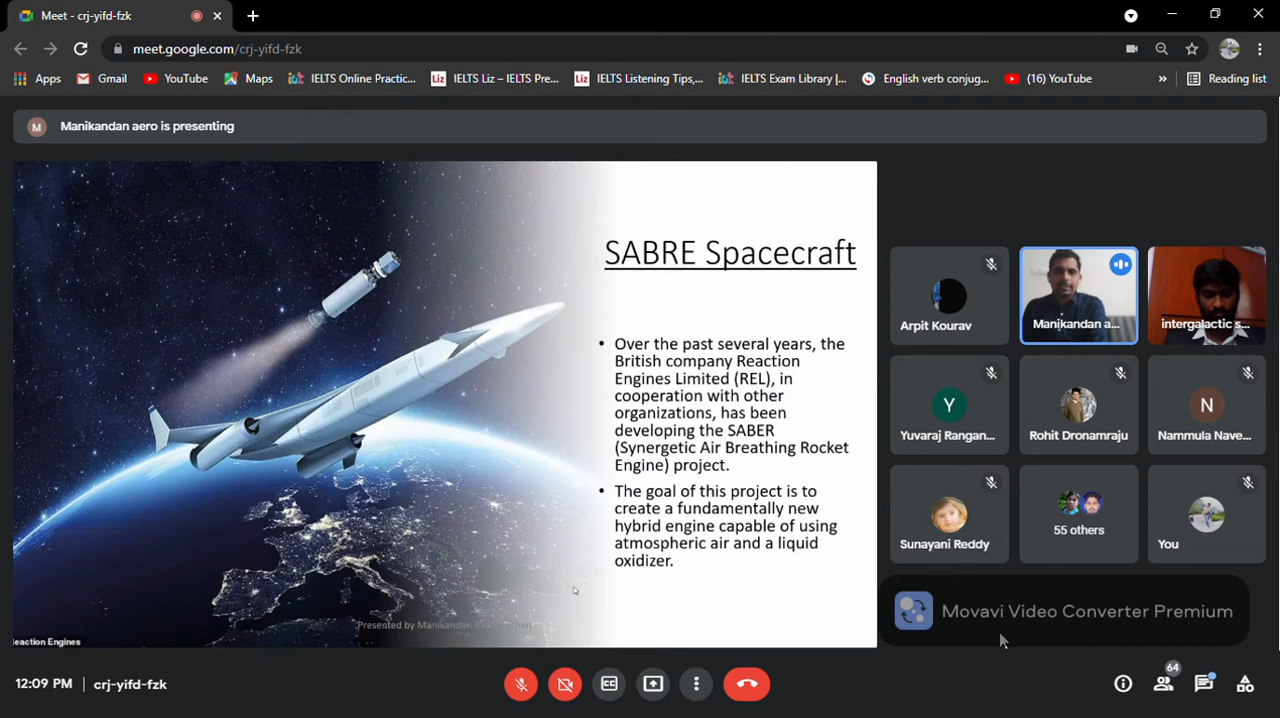 Meet - crj-yifd-fzk
meet.google.com/crj-yifd-fzk
Apps
Gmail
YouTube
Maps
IELTS Online Practic...
IELTS Liz – IELTS Pre...
IELTS Listening Tips,...
IELTS Exam Library |...
English verb conjug...
(16) YouTube
»
Reading list
M
Manikandan aero is presenting
SABRE Spacecraft
• Over the past several years, the
British company Reaction
Engines Limited (REL), in
cooperation with other
organizations, has been
developing the SABER
(Synergetic Air Breathing Rocket
Engine) project.
• The goal of this project is to
create a fundamentally new
hybrid engine capable of using
atmospheric air and a liquid
oxidizer.
Presented by Manikandan
eaction Engines
Arpit Kourav
Manikandan a...
intergalactic s...
Y
Yuvaraj Rangan...
Rohit Dronamraju
N
Nammula Nave...
Sunayani Reddy
55 others
You
Movavi Video Converter Premium
12:09 PM | crj-yifd-fzk
CC
64